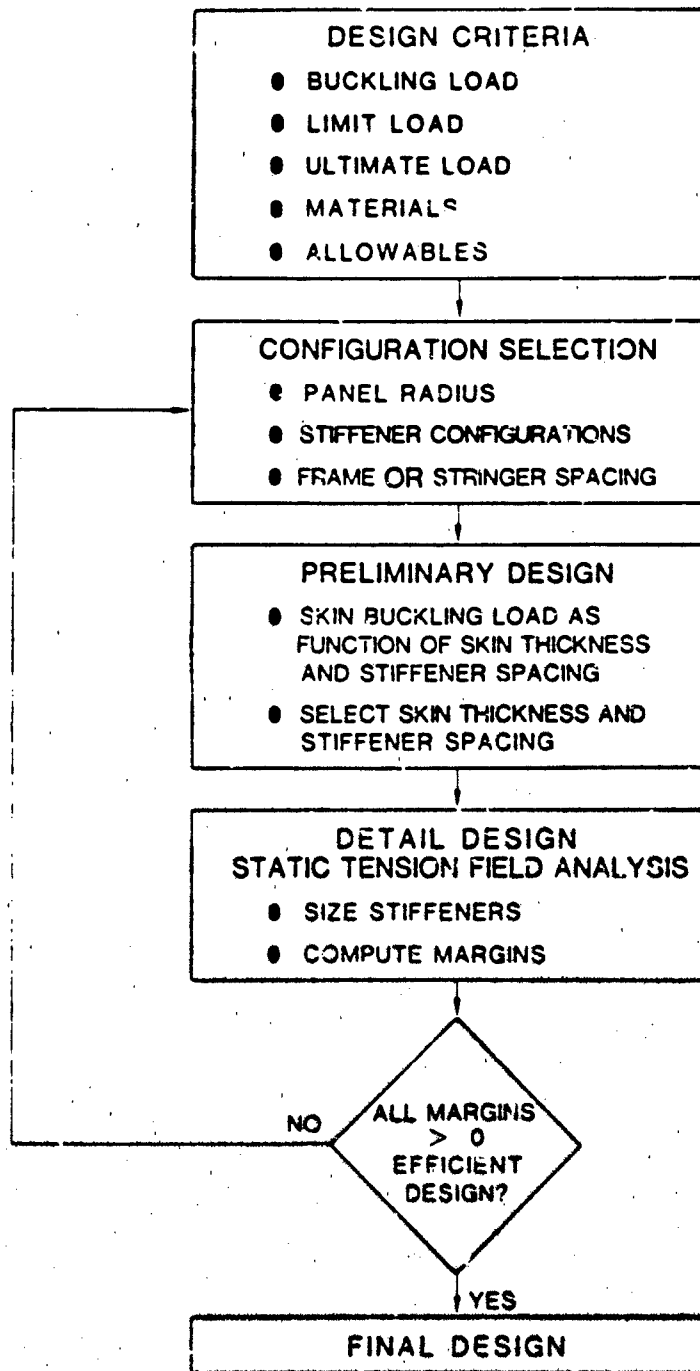 DESIGN CRITERIA
● BUCKLING LOAD
● LIMIT LOAD
● ULTIMATE LOAD
● MATERIALS
● ALLOWABLES
CONFIGURATION SELECTION
● PANEL RADIUS
● STIFFENER CONFIGURATIONS
● FRAME OR STRINGER SPACING
PRELIMINARY DESIGN
● SKIN BUCKLING LOAD AS
FUNCTION OF SKIN THICKNESS
AND STIFFENER SPACING
● SELECT SKIN THICKNESS AND
STIFFENER SPACING
DETAIL DESIGN
STATIC TENSION FIELD ANALYSIS
● SIZE STIFFENERS
● COMPUTE MARGINS
NO
ALL MARGINS
> 0
EFFICIENT
DESIGN?
YES
FINAL DESIGN